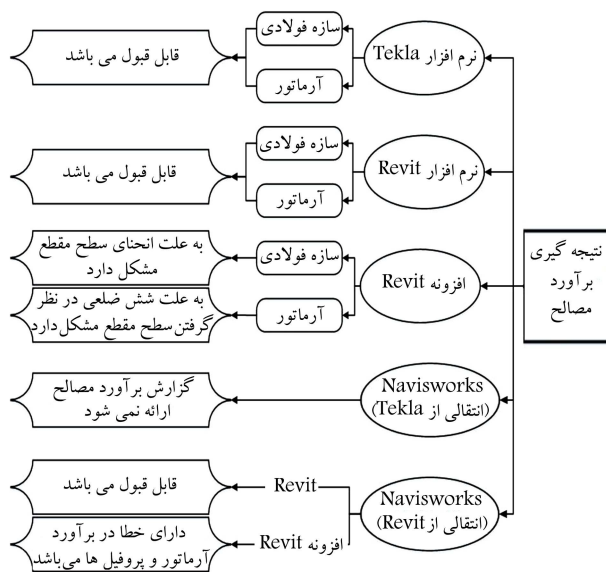 نتیجه گیری
برآورد
مصالح
نرم افزار Tekla
سازه فولادی
آرماتور
قابل قبول می باشد
نرم افزار Revit
سازه فولادی
آرماتور
قابل قبول می باشد
افزونه Revit
سازه فولادی
به علت انحنای سطح مقطع
مشکل دارد
آرماتور
به علت شش ضلعی در نظر
گرفتن سطح مقطع مشکل دارد
Navisworks
(انتقالی از Tekla)
گزارش برآورد مصالح
ارائه نمی شود
Navisworks
(انتقالی از Revit)
Revit
قابل قبول می باشد
افزونه Revit
دارای خطا در برآورد
آرماتور و پروفیل ها می‌باشد